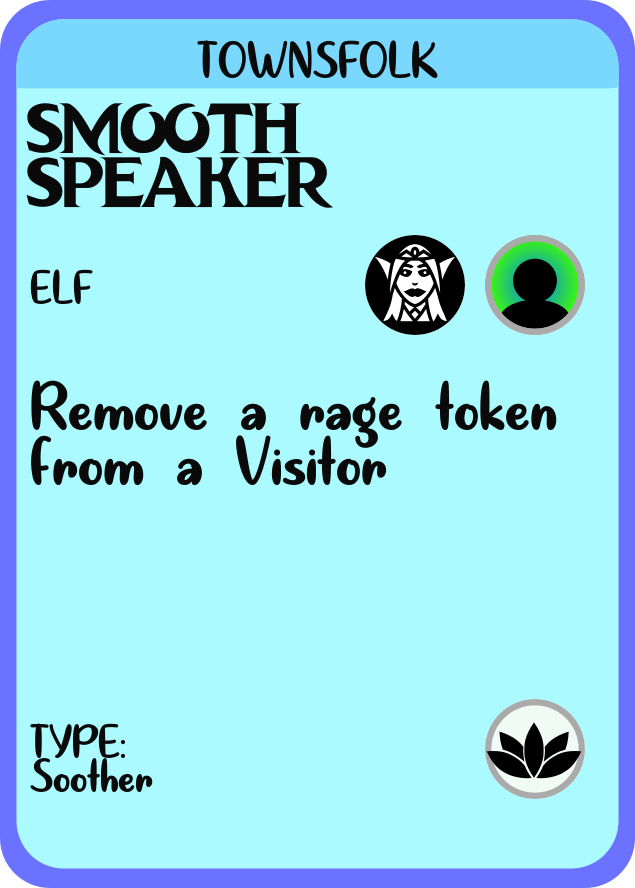 TOWNSFOLK
SMOOTH
SPEAKER
ELF
Remove a rage token
from a Visitor
TYPE:
Soother